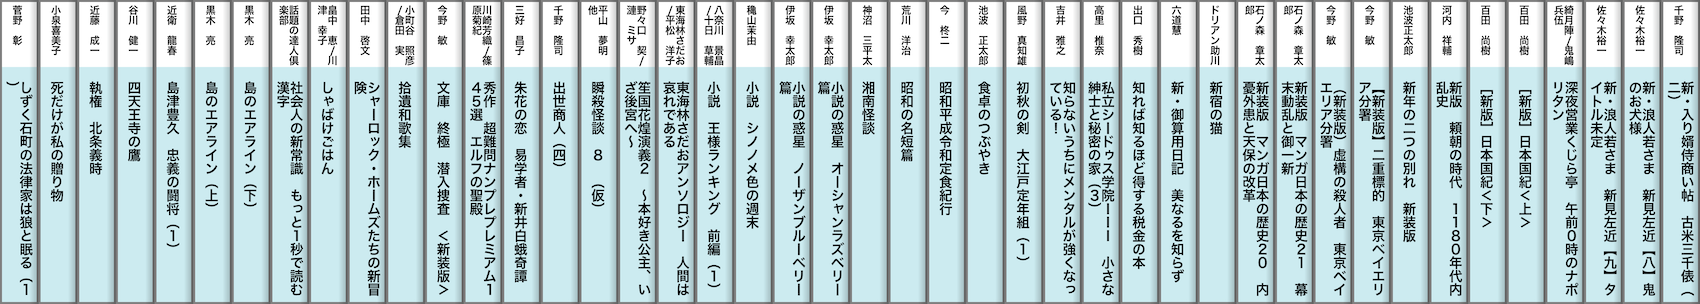 千野 隆司
新・入り婿侍商い帖 古米三千俵（
二）
佐々木裕一
新・浪人若さま 新見左近【八】鬼
のお犬様
佐々木裕一
新・浪人若さま 新見左近【九】タ
イトル未定
綺月陣/鬼嶋
兵伍
深夜営業くじら亭 午前0時のナポ
リタン
百田 尚樹
［新版］日本国紀＜上＞
百田 尚樹
［新版］日本国紀＜下＞
河内 祥輔
新版 頼朝の時代 1180年代内
乱史
池波正太郎
新年の二つの別れ 新装版
今野 敏
【新装版】二重標的 東京ベイエリ
ア分署
今野 敏
（新装版）虚構の殺人者 東京ベイ
エリア分署
石ノ森 章太
郎
新装版 マンガ日本の歴史21 幕
末動乱と御一新
石ノ森 章太
郎
新装版 マンガ日本の歴史20 内
憂外患と天保の改革
ドリアン助川
新宿の猫
六道慧
新・御算用日記 美なるを知らず
出口 秀樹
知れば知るほど得する税金の本
高里 椎奈
私立シードゥス学院ーーー 小さな
紳士と秘密の家（3）
吉井 雅之
知らないうちにメンタルが強くなっ
ている！
風野 真知雄
初秋の剣 大江戸定年組（1）
池波 正太郎
食卓のつぶやき
今 柊二
昭和平成令和定食紀行
荒川 洋治
昭和の名短篇
神沼 三平太
湘南怪談
伊坂 幸太郎
小説の惑星 オーシャンラズベリー
篇
伊坂 幸太郎
小説の惑星 ノーザンブルーベリー
篇
穐山茉由
小説 シノノメ色の週末
八奈川 景晶
/十日 草輔
小説 王様ランキング 前編（1）
東海林さだお
/平松 洋子
東海林さだおアンソロジー 人間は
哀れである
野々口 契/
漣 ミサ
笙国花煌演義2 ～本好き公主、い
ざ後宮へ～
平山 夢明
他
瞬殺怪談 8 （仮）
千野 隆司
出世商人（四）
三好 昌子
朱花の恋 易学者・新井白蛾奇譚
川崎芳織/篠
原菊紀
秀作 超難問ナンプレプレミアム1
45選 エルフの聖殿
今野 敏
文庫 終極 潜入捜査 ＜新装版＞
小町谷 照彦
/倉田 実
拾遺和歌集
田中 啓文
シャーロック・ホームズたちの新冒
険
畠中 恵/川
津 幸子
しゃばけごはん
話題の達人倶
楽部
社会人の新常識 もっと1秒で読む
漢字
黒木 亮
島のエアライン（下）
黒木 亮
島のエアライン（上）
近衛 龍春
島津豊久 忠義の闘将（1）
谷川 健一
四天王寺の鷹
近藤 成一
執権 北条義時
小泉喜美子
死だけが私の贈り物
菅野 彰
しずく石町の法律家は狼と眠る（1
）